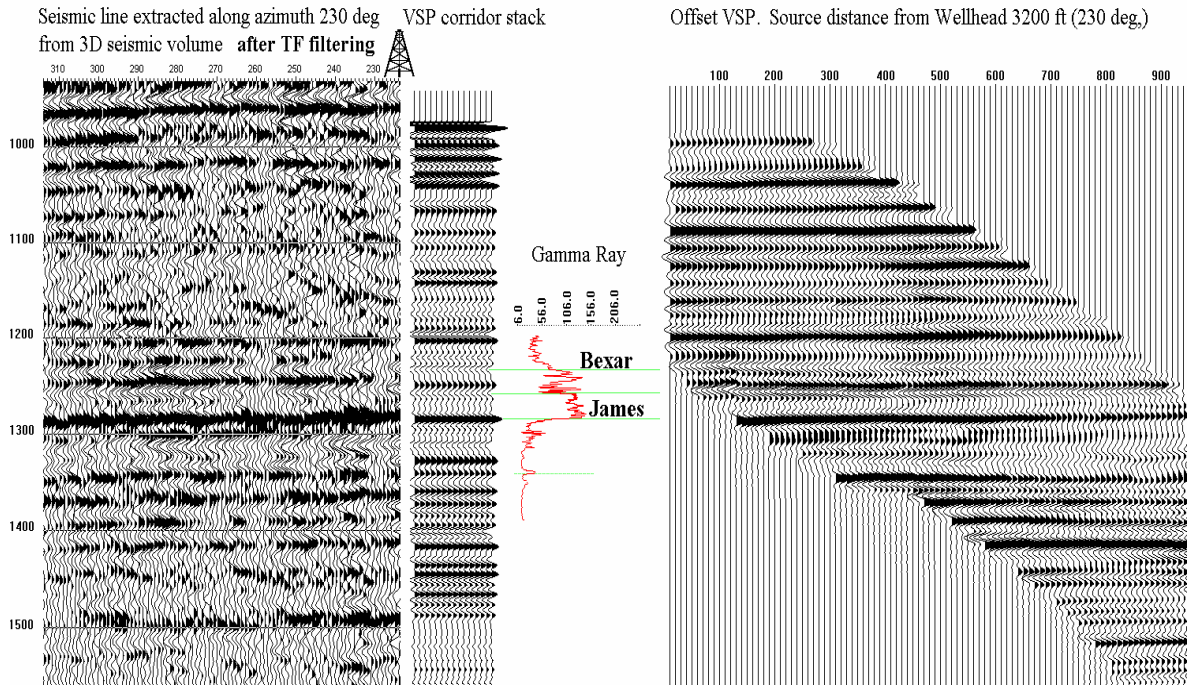 Seismic line extracted along azimuth 230 deg
from 3D seismic volume after TF filtering
VSP corridor stack
Offset VSP. Source distance from Wellhead 3200 ft (230 deg,)
310 300 290 280 270 260 250 240 230
100 200 300 400 500 600 700 800 900
1000
1100
1200
1300
1400
1500
Gamma Ray
6.0 56.0 106.0 156.0 206.0
Bexar
James